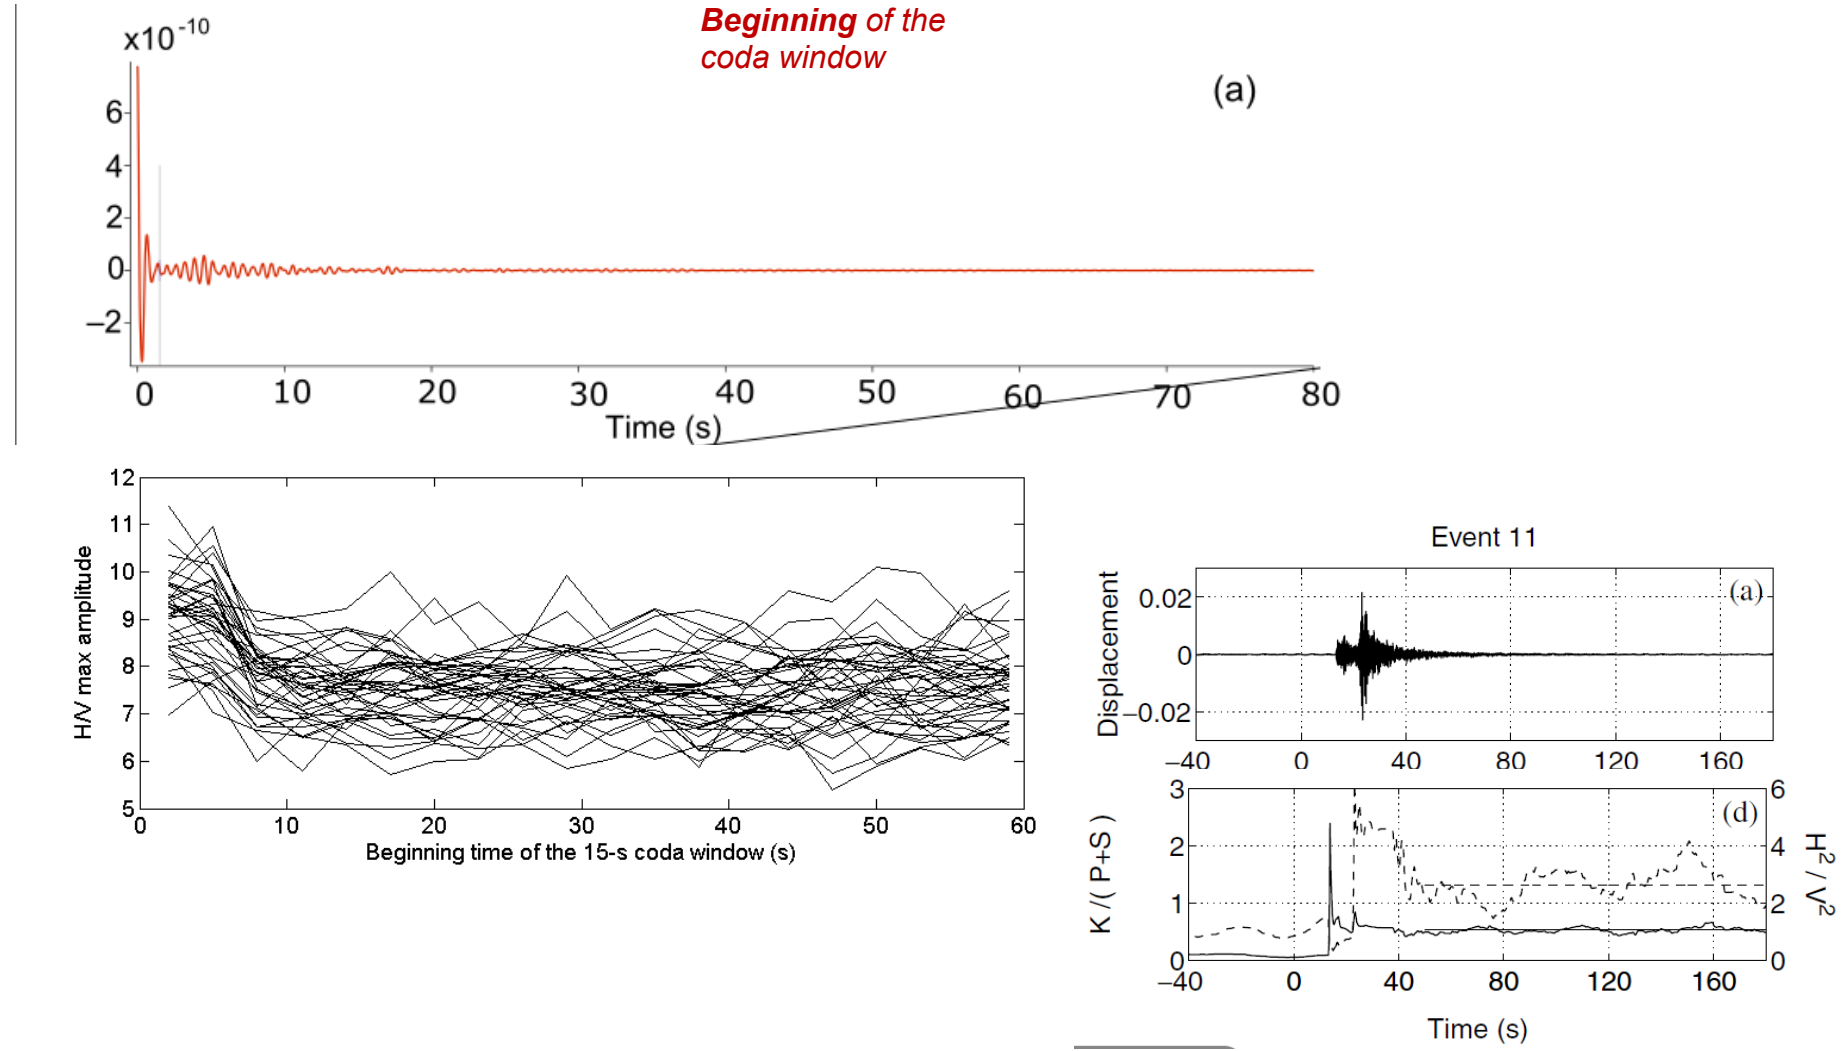 Beginning of the
coda window
x10-10
(a)
6
4
2
0
−2
0 10 20 30 40 50 60 70 80
Time (s)
12
11
10
9
8
7
6
5
H/V max amplitude
0 10 20 30 40 50 60
Beginning time of the 15-s coda window (s)
Event 11
(a)
Displacement
0.02
0
−0.02
−40 0 40 80 120 160
(d)
K /( P+S )
3
2
1
0
6
4
2
0
H2 / V2
−40 0 40 80 120 160
Time (s)